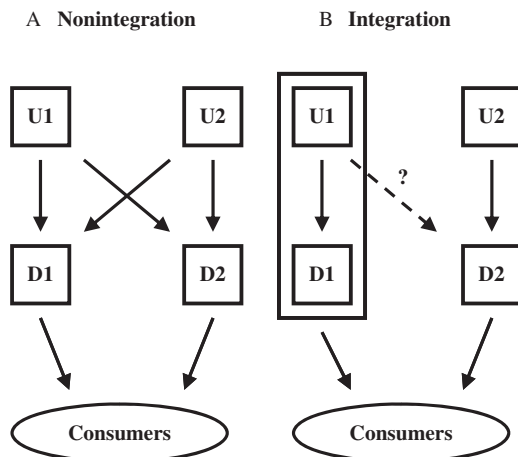 A Nonintegration
B Integration
U1
U2
U1
U2
?
D1
D2
D1
D2
Consumers
Consumers